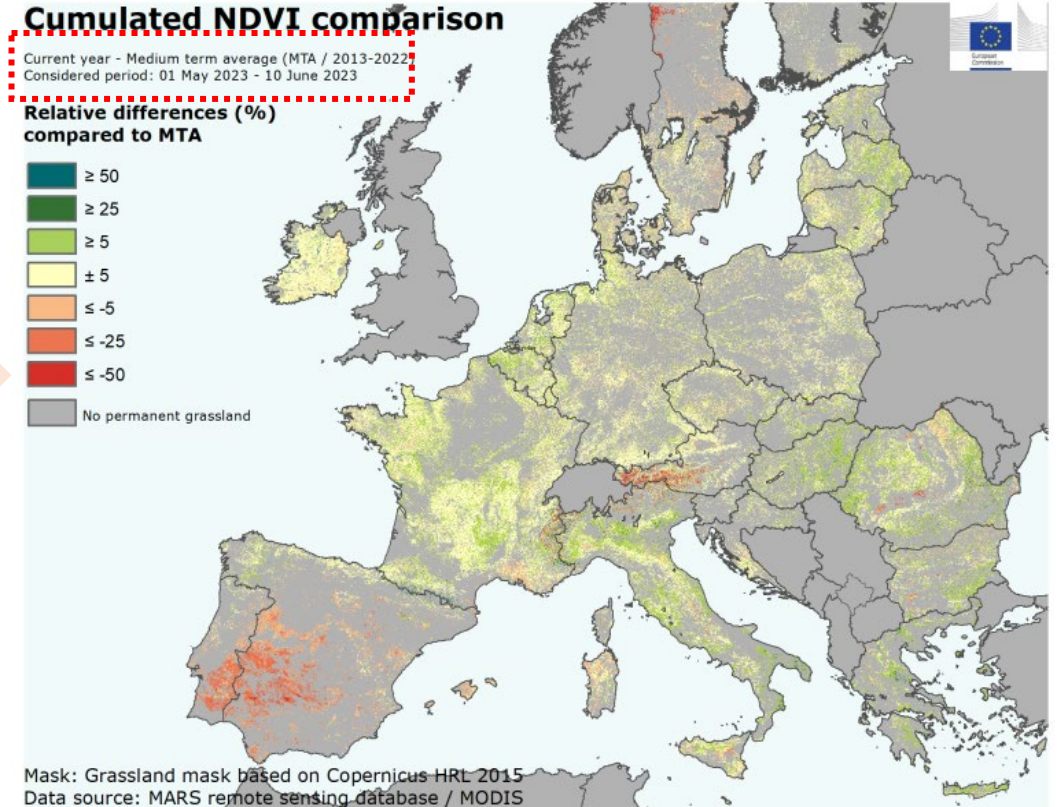 Cumulated NDVI comparison
Current year - Medium term average (MTA / 2013-2022)
Considered period: 01 May 2023 - 10 June 2023
Relative differences (%)
compared to MTA
≥ 50
≥ 25
≥ 5
± 5
≤ -5
≤ -25
≤ -50
No permanent grassland
European
Commission
Mask: Grassland mask based on Copernicus HRL 2015
Data source: MARS remote sensing database / MODIS